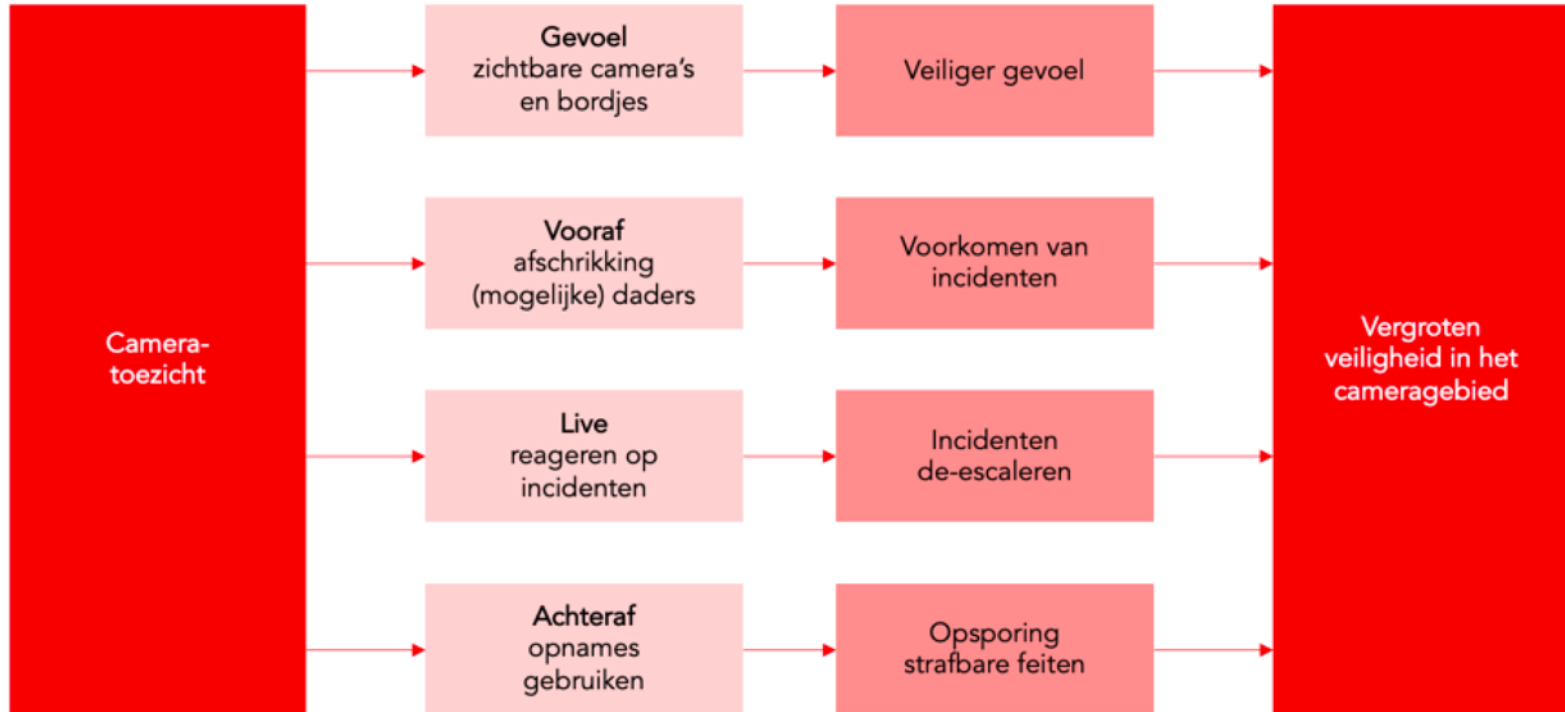 Camera-
toezicht
Gevoel
zichtbare camera's
en bordjes
Veiliger gevoel
Vooraf
afschrikking
(mogelijke) daders
Voorkomen van
incidenten
Live
reageren op
incidenten
Incidenten
de-escaleren
Achteraf
opnames
gebruiken
Opsporing
strafbare feiten
Vergroten
veiligheid in het
cameragebied